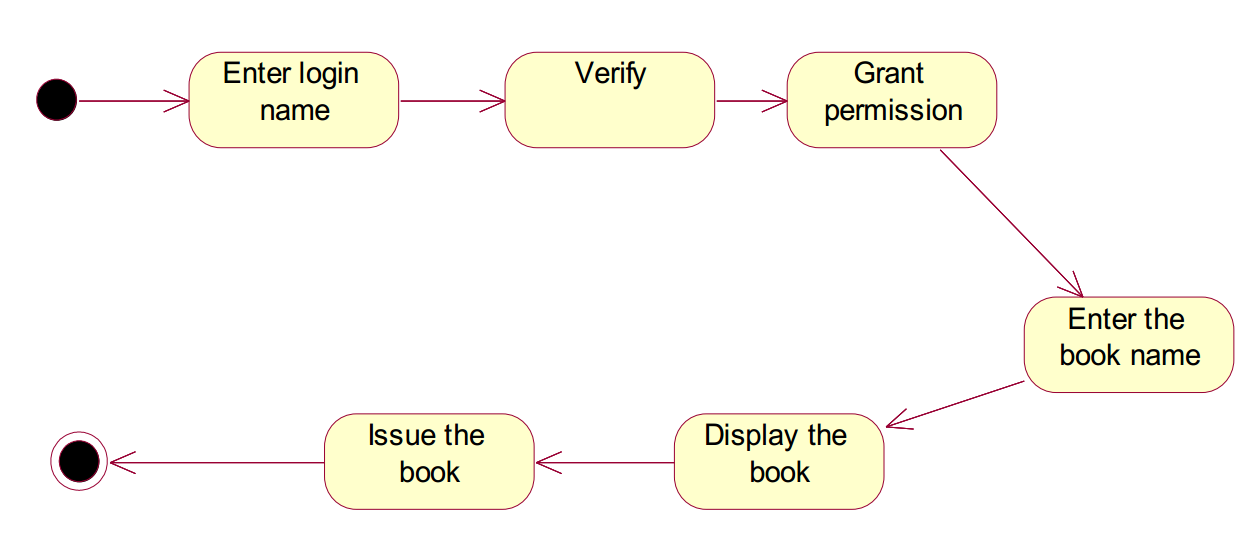 Enter login
name
Verify
Grant
permission
Enter the
book name
Display the
book
Issue the
book